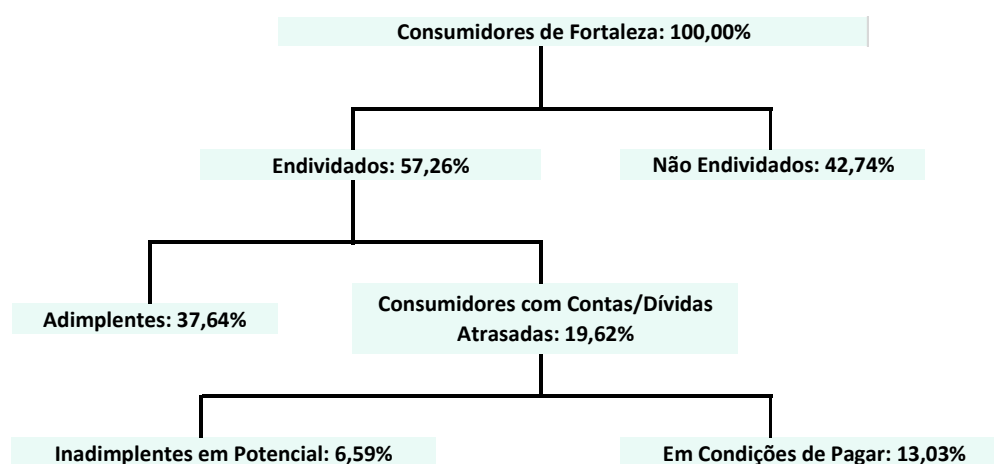 Consumidores de Fortaleza: 100,00%
Endividados: 57,26%
Não Endividados: 42,74%
Adimplentes: 37,64%
Consumidores com Contas/Dívidas
Atrasadas: 19,62%
Inadimplentes em Potencial: 6,59%
Em Condições de Pagar: 13,03%